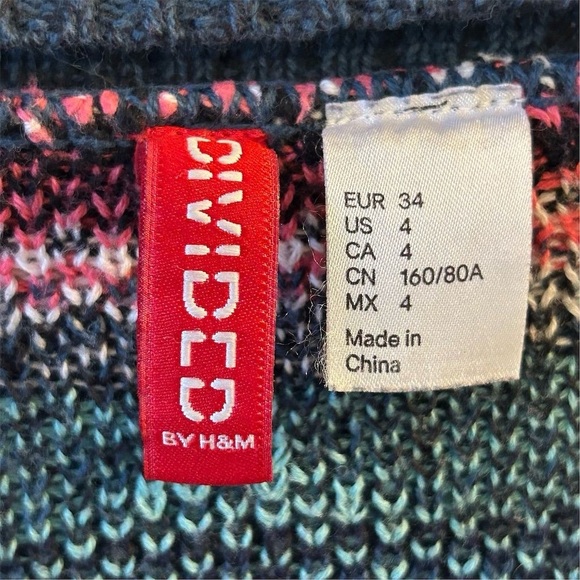 DIVIDED
BY H&M
EUR 34
US 4
CA 4
CN 160/80A
MX 4
Made in
China